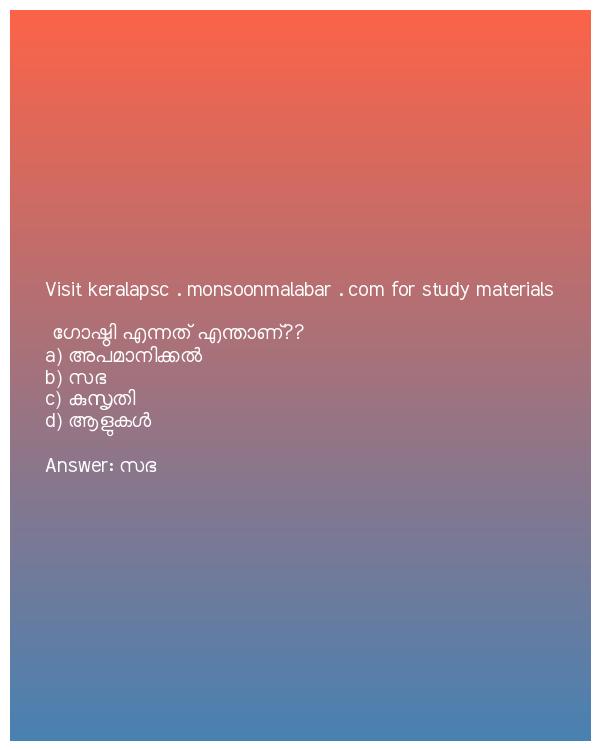 Visit keralapsc . monsoonmalabar . com for study materials
ഗോഷ്ഠി എന്നത് എന്താണ്??
a) അപമാനിക്കൽ
b) സഭ
c) കുസൃതി
d) ആളുകൾ
Answer: സഭ